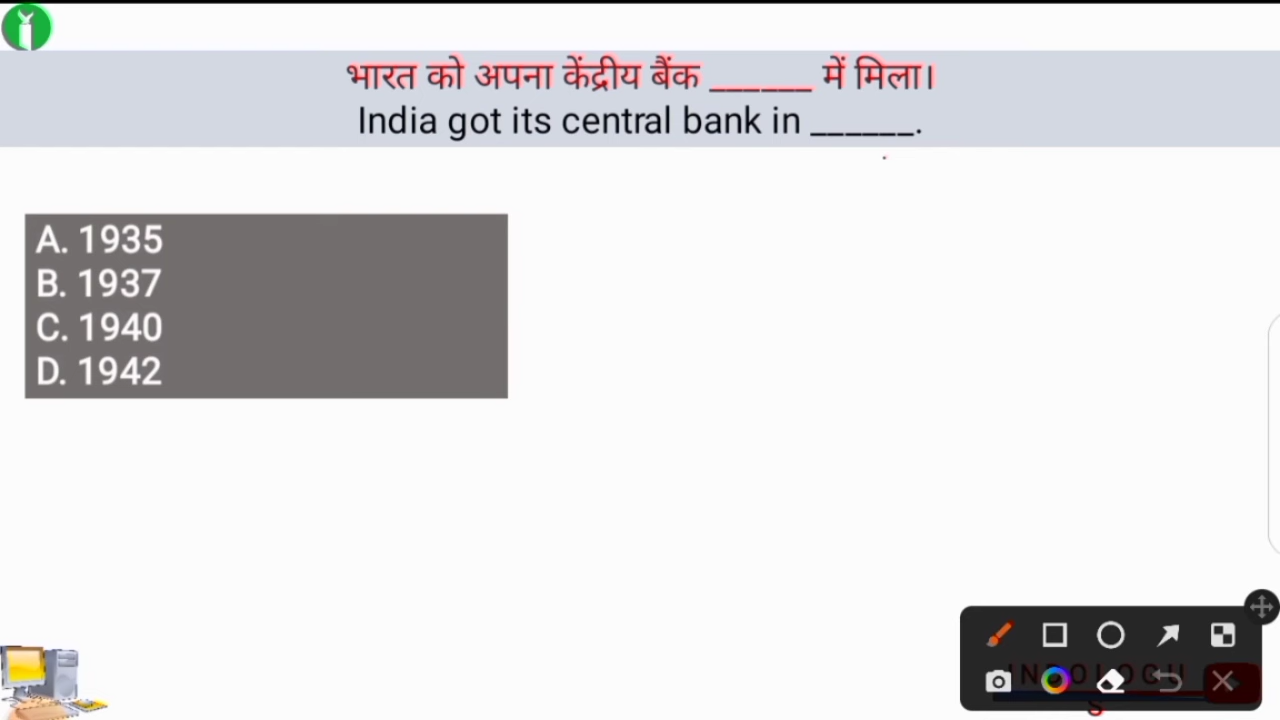 भारत को अपना केंद्रीय बैंक ______ में मिला।
India got its central bank in ______.
A. 1935
B. 1937
C. 1940
D. 1942